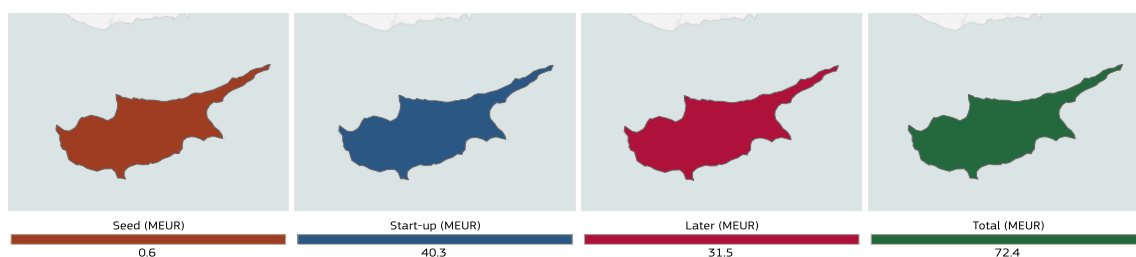 Seed (MEUR)
0.6
Start-up (MEUR)
40.3
Later (MEUR)
31.5
Total (MEUR)
72.4